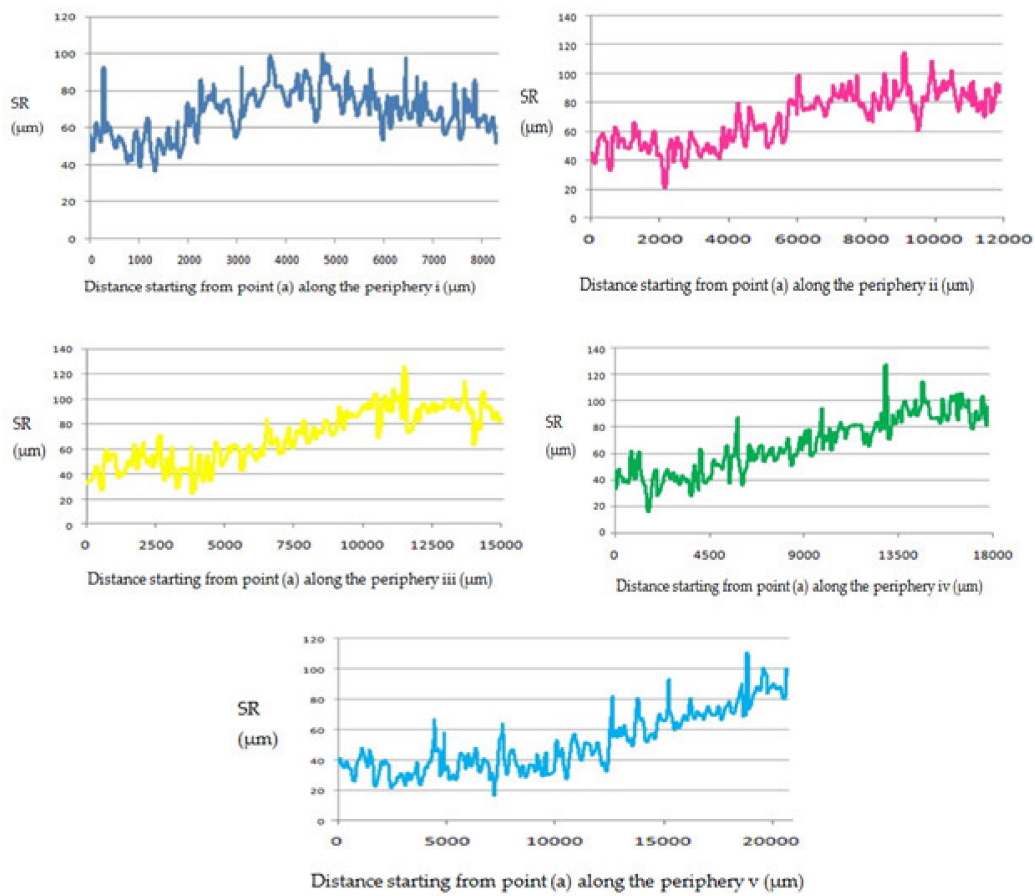 120
100
80
60
40
20
0
SR
(μm)
0 1000 2000 3000 4000 5000 6000 7000 8000
Distance starting from point (a) along the periphery i (μm)
140
120
100
80
60
40
20
0
SR
(μm)
0 2000 4000 6000 8000 10000 12000
Distance starting from point (a) along the periphery ii (μm)
140
120
100
80
60
40
20
0
SR
(μm)
0 2500 5000 7500 10000 12500 15000
Distance starting from point (a) along the periphery iii (μm)
140
120
100
80
60
40
20
0
SR
(μm)
0 4500 9000 13500 18000
Distance starting from point (a) along the periphery iv (μm)
120
100
80
60
40
20
0
SR
(μm)
0 5000 10000 15000 20000
Distance starting from point (a) along the periphery v (μm)